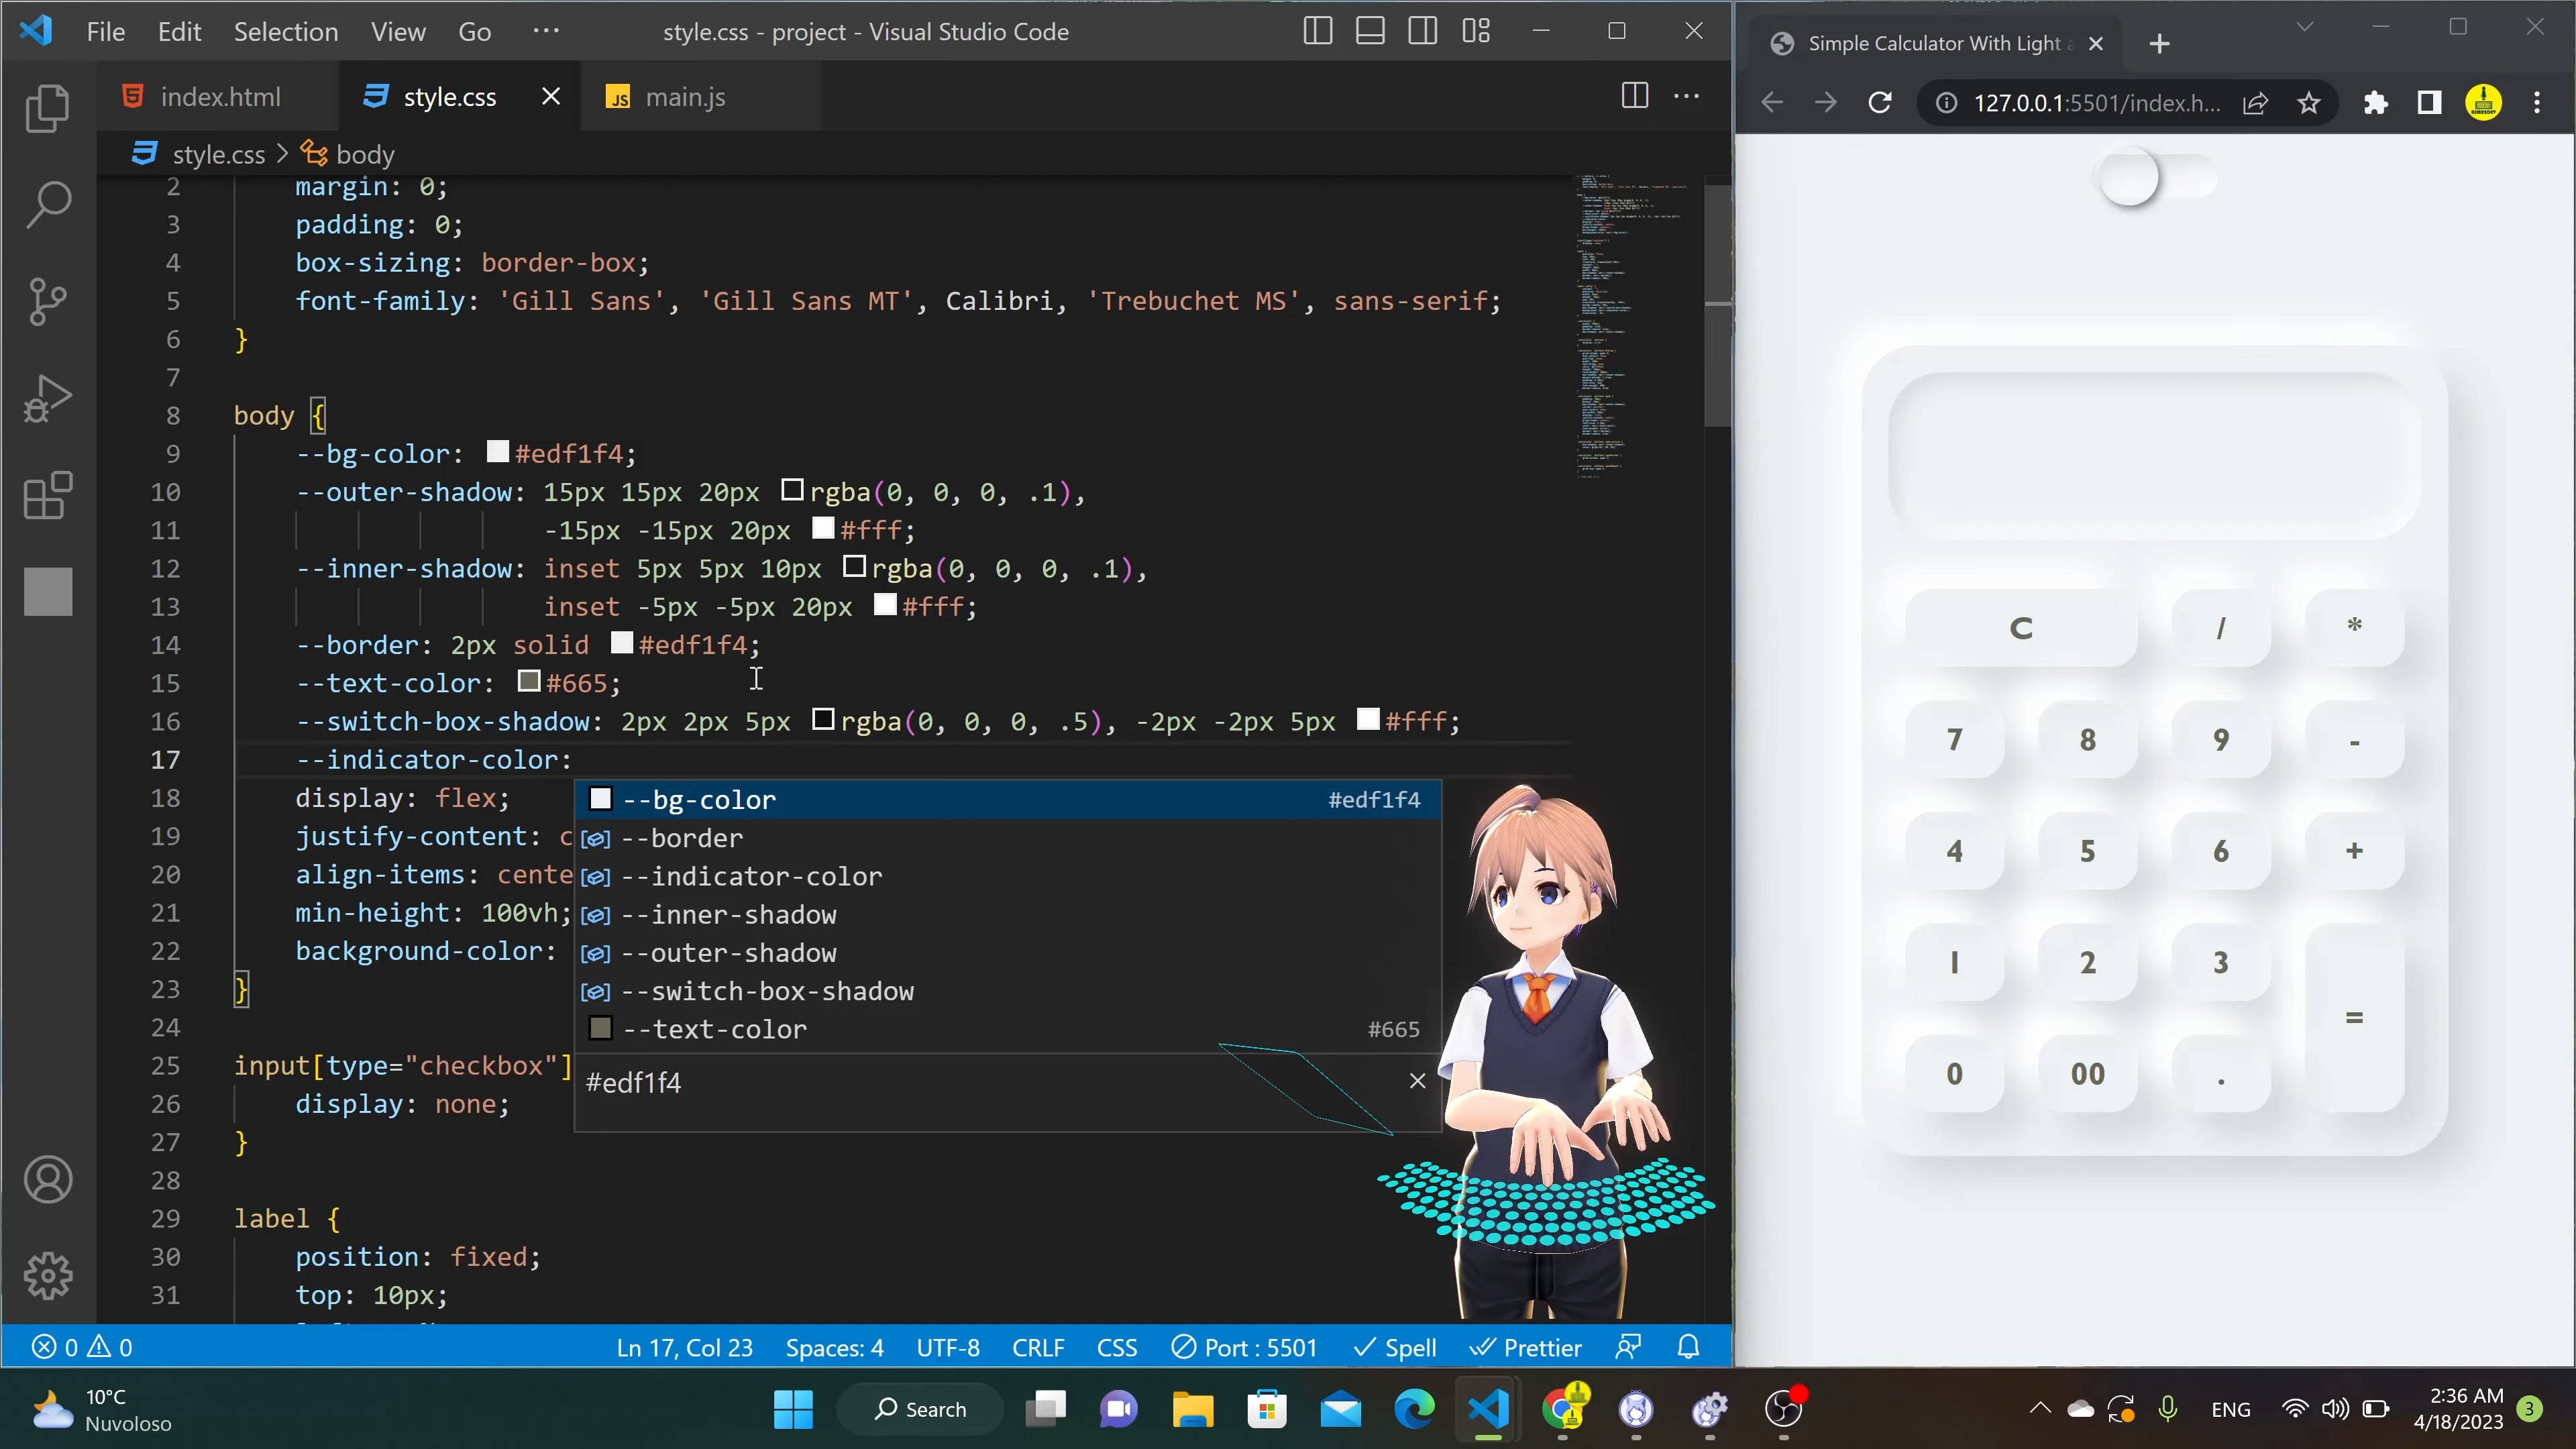 File Edit Selection View Go ··· style.css - project - Visual Studio Code
index.html style.css JS main.js
style.css > body
2 margin: 0;
3 padding: 0;
4 box-sizing: border-box;
5 font-family: 'Gill Sans', 'Gill Sans MT', Calibri, 'Trebuchet MS', sans-serif;
6 }
7
8 body {
9 --bg-color: #edf1f4;
10 --outer-shadow: 15px 15px 20px rgba(0, 0, 0, .1),
11 -15px -15px 20px #fff;
12 --inner-shadow: inset 5px 5px 10px rgba(0, 0, 0, .1),
13 inset -5px -5px 20px #fff;
14 --border: 2px solid #edf1f4;
15 --text-color: #665;
16 --switch-box-shadow: 2px 2px 5px rgba(0, 0, 0, .5), -2px -2px 5px #fff;
17 --indicator-color:
18 display: flex;
19 justify-content: c
20 align-items: cente
21 min-height: 100vh;
22 background-color:
23 }
24
25 input[type="checkbox"]
26 display: none;
27 }
28
29 label {
30 position: fixed;
31 top: 10px;
--bg-color #edf1f4
--border
--indicator-color
--inner-shadow
--outer-shadow
--switch-box-shadow
--text-color #665
#edf1f4
0 0 Ln 17, Col 23 Spaces: 4 UTF-8 CRLF CSS Port : 5501 Spell Prettier
Simple Calculator With Light
127.0.0.1:5501/index.h...
C / *
7 8 9 -
4 5 6 +
1 2 3
=
0 00 .
10°C
Nuvoloso
Search
ENG
2:36 AM
4/18/2023
3